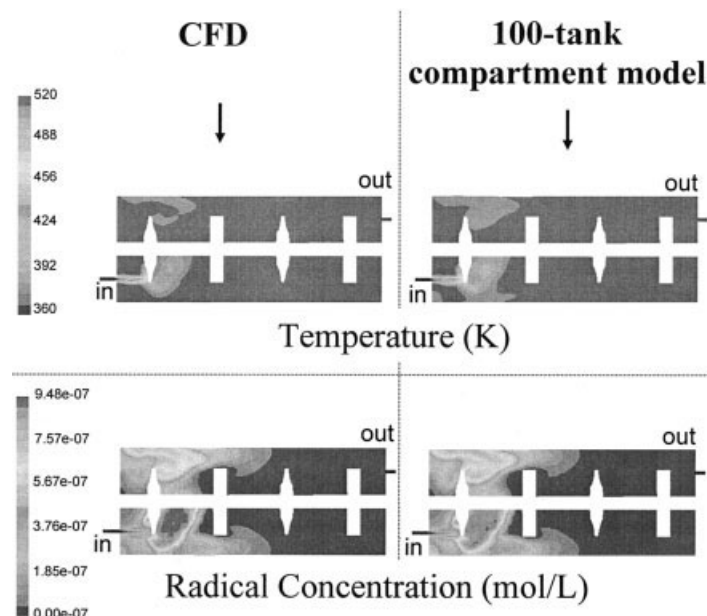 CFD
100-tank
compartment model
520
488
456
424
392
360
out
out
in
in
Temperature (K)
9.48e-07
7.57e-07
5.67e-07
3.76e-07
1.85e-07
0.00e-07
out
out
in
in
Radical Concentration (mol/L)